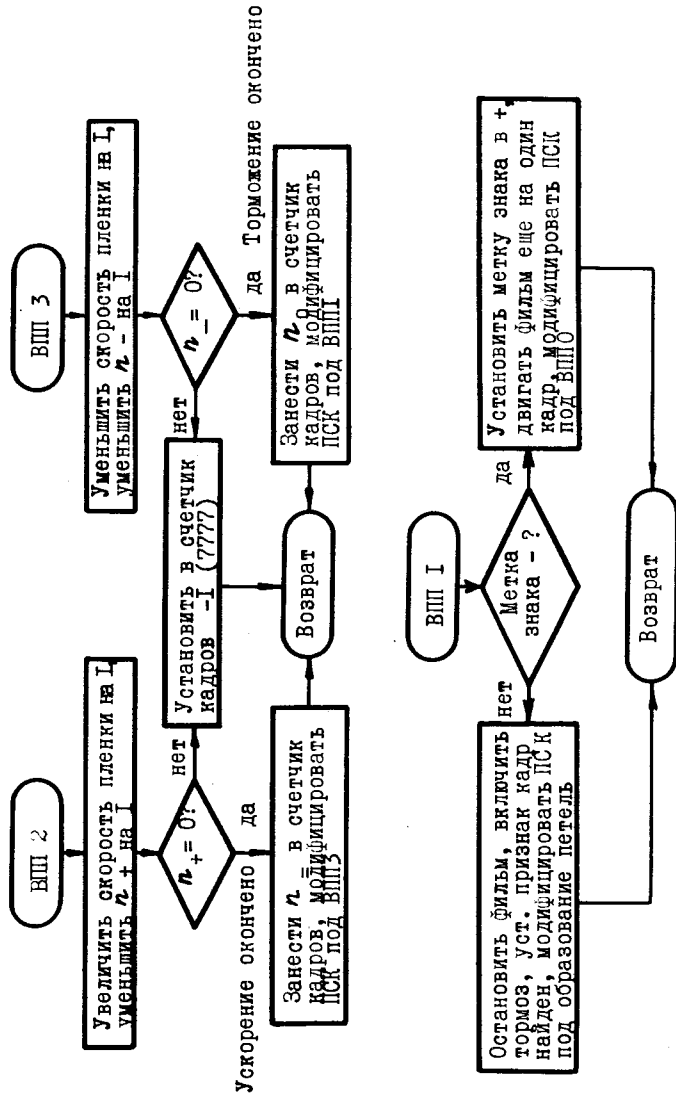 ВПП 2
Увеличить скорость пленки на I,
уменьшить n + на I
n+ = 0?
нет
да
Ускорение окончено
Занести n = в счетчик
кадров, модифицировать
ПСК под ВПП3
Установить в счетчик
кадров -I (7777)
Возврат
ВПП 3
Уменьшить скорость пленки на I,
уменьшить n - на I
n_ = 0?
нет
да Торможение окончено
Занести n0 в счетчик
кадров, модифицировать
ПСК под ВППI
ВПП I
Метка
знака - ?
нет
да
Остановить фильм, включить
тормоз, уст. признак кадр
найден, модифицировать ПСК
под образование петель
Установить метку знака в +,
двигать фильм еще на один
кадр, модифицировать ПСК
под ВППО
Возврат